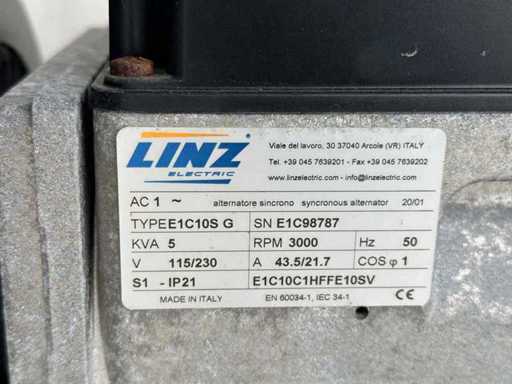 LINZ
ELECTRIC
Viale del lavoro, 30 37040 Arcole (VR) ITALY
Tel. +39 045 7639201 - Fax +39 045 7639202
www.linzelectric.com - info@linzelectric.com
AC 1 ~ alternatore sincrono syncronous alternator 20/01
TYPE E1C10S G SN E1C98787
KVA 5 RPM 3000 Hz 50
V 115/230 A 43.5/21.7 COS φ 1
S1 - IP21 E1C10C1HFFE10SV
MADE IN ITALY EN 60034-1, IEC 34-1 CE